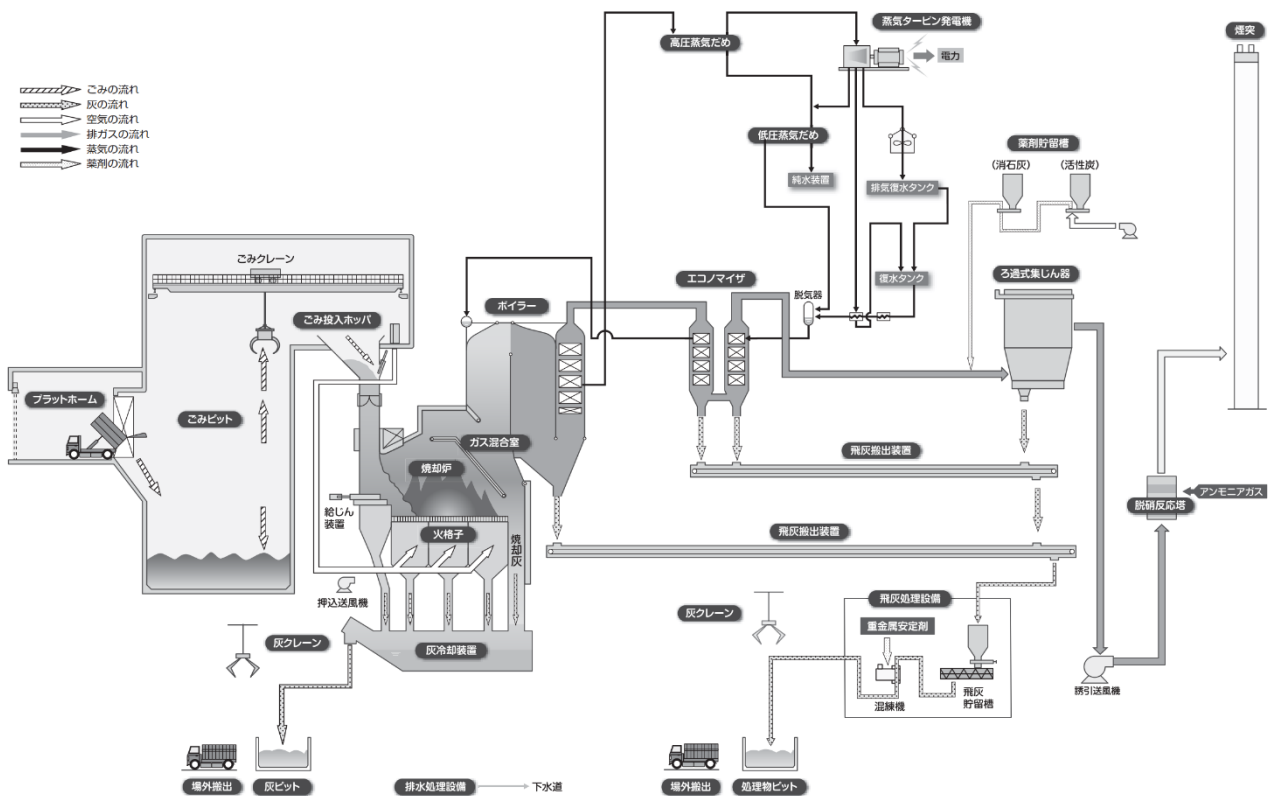 蒸気タービン発電機
煙突
高圧蒸気だめ
電力
ごみの流れ
灰の流れ
空気の流れ
排ガスの流れ
蒸気の流れ
薬剤の流れ
低圧蒸気だめ
薬剤貯留槽
(消石灰)
(活性炭)
純水装置
排気復水タンク
ごみクレーン
エコノマイザ
復水タンク
ろ過式集じん器
ボイラー
脱気器
ごみ投入ホッパ
プラットホーム
ごみピット
ガス混合室
焼却炉
飛灰搬出装置
アンモニアガス
給じん
装置
脱硝反応塔
火格子
焼却灰
飛灰搬出装置
押込送風機
飛灰処理設備
灰クレーン
灰クレーン
重金属安定剤
灰冷却装置
誘引送風機
混練機
飛灰
貯留槽
場外搬出
灰ピット
排水処理設備
下水道
場外搬出
処理物ピット